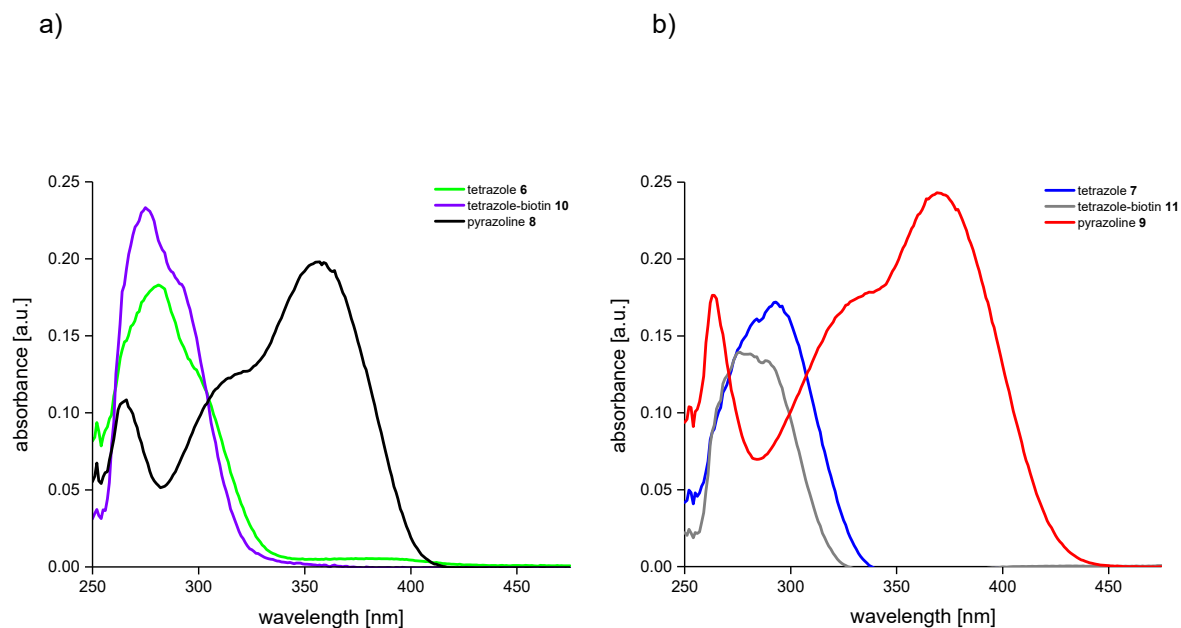 a)
0.25
0.20
0.15
0.10
0.05
0.00
absorbance [a.u.]
250
300
350
400
450
wavelength [nm]
tetrazole 6
tetrazole-biotin 10
pyrazoline 8
b)
0.25
0.20
0.15
0.10
0.05
0.00
absorbance [a.u.]
250
300
350
400
450
wavelength [nm]
tetrazole 7
tetrazole-biotin 11
pyrazoline 9